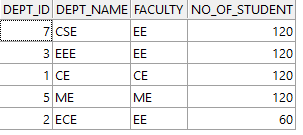 DEPT_ID DEPT_NAME FACULTY NO_OF_STUDENT
7 CSE EE 120
3 EEE EE 120
1 CE CE 120
5 ME ME 120
2 ECE EE 60